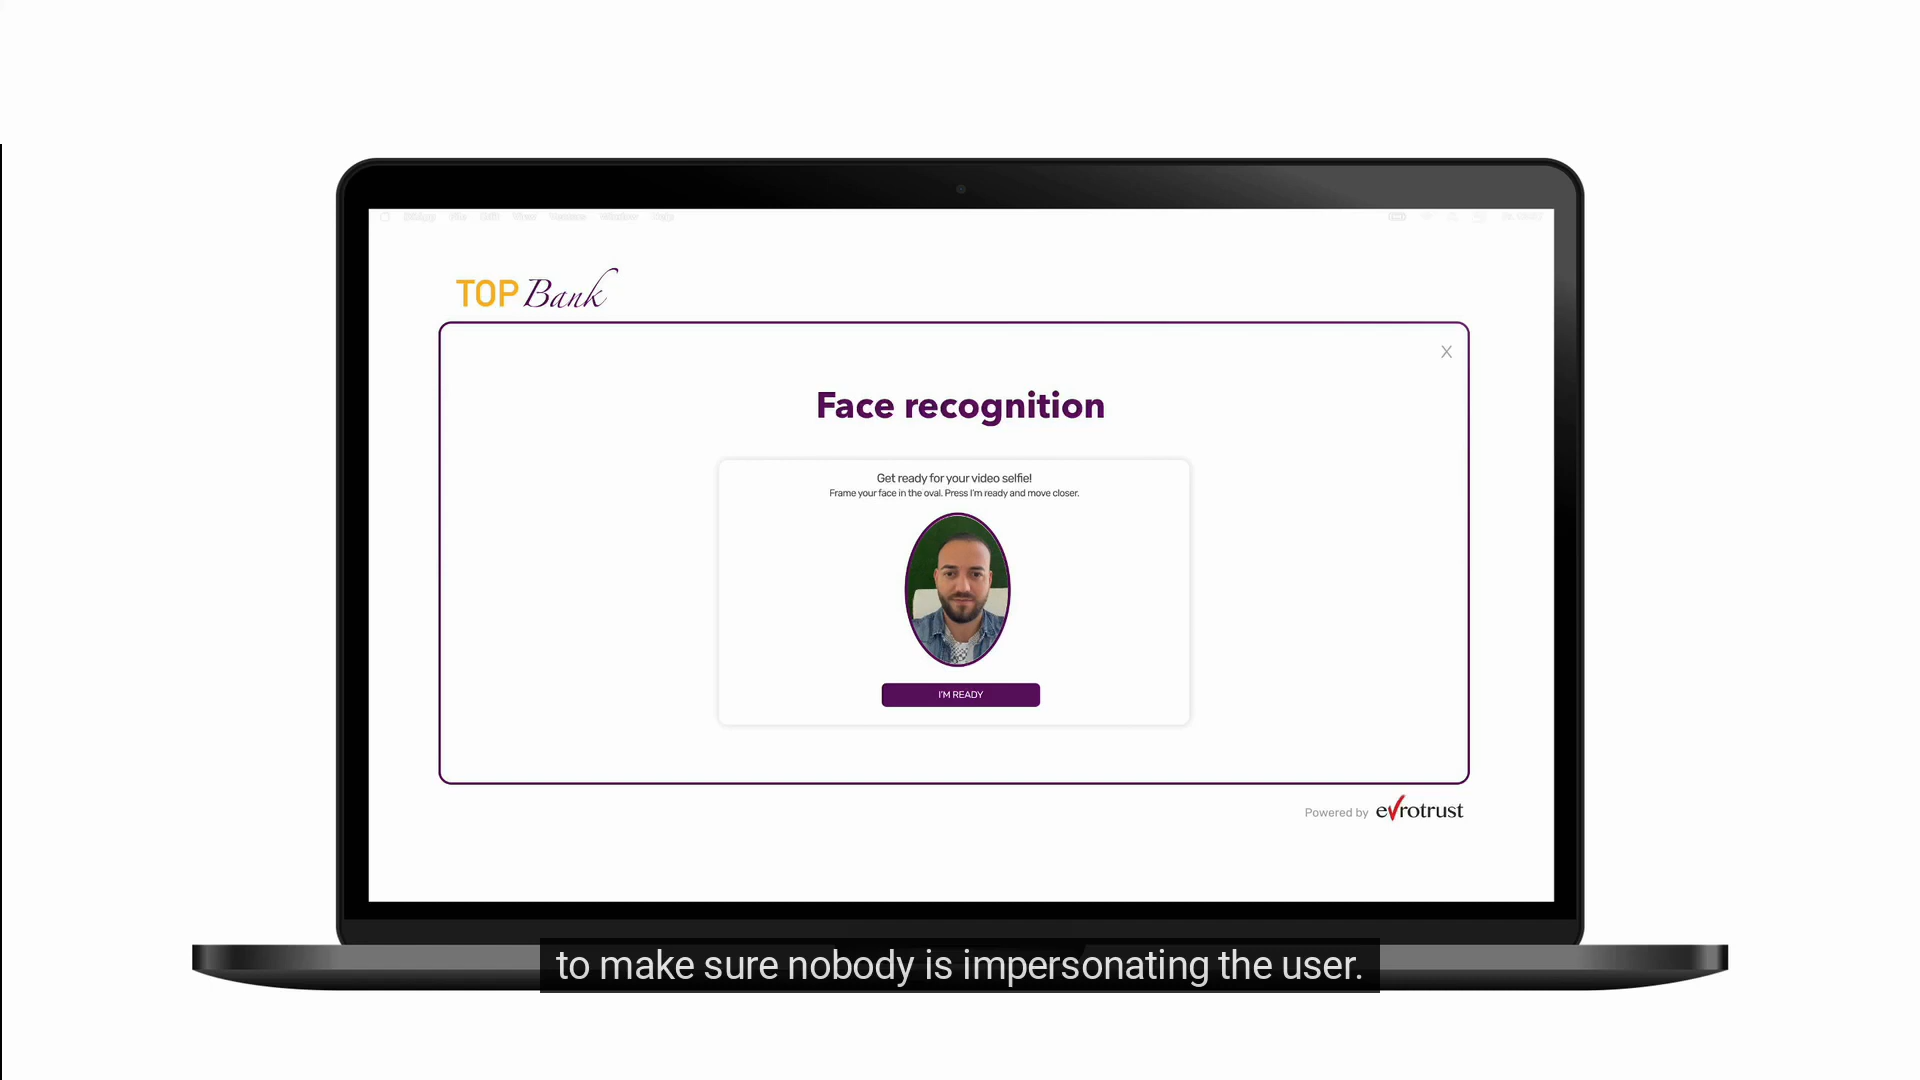 TOP Bank
X
Face recognition
Get ready for your video selfie!
Frame your face in the oval. Press I'm ready and move closer.
I'M READY
Powered by evrotrust
to make sure nobody is impersonating the user.